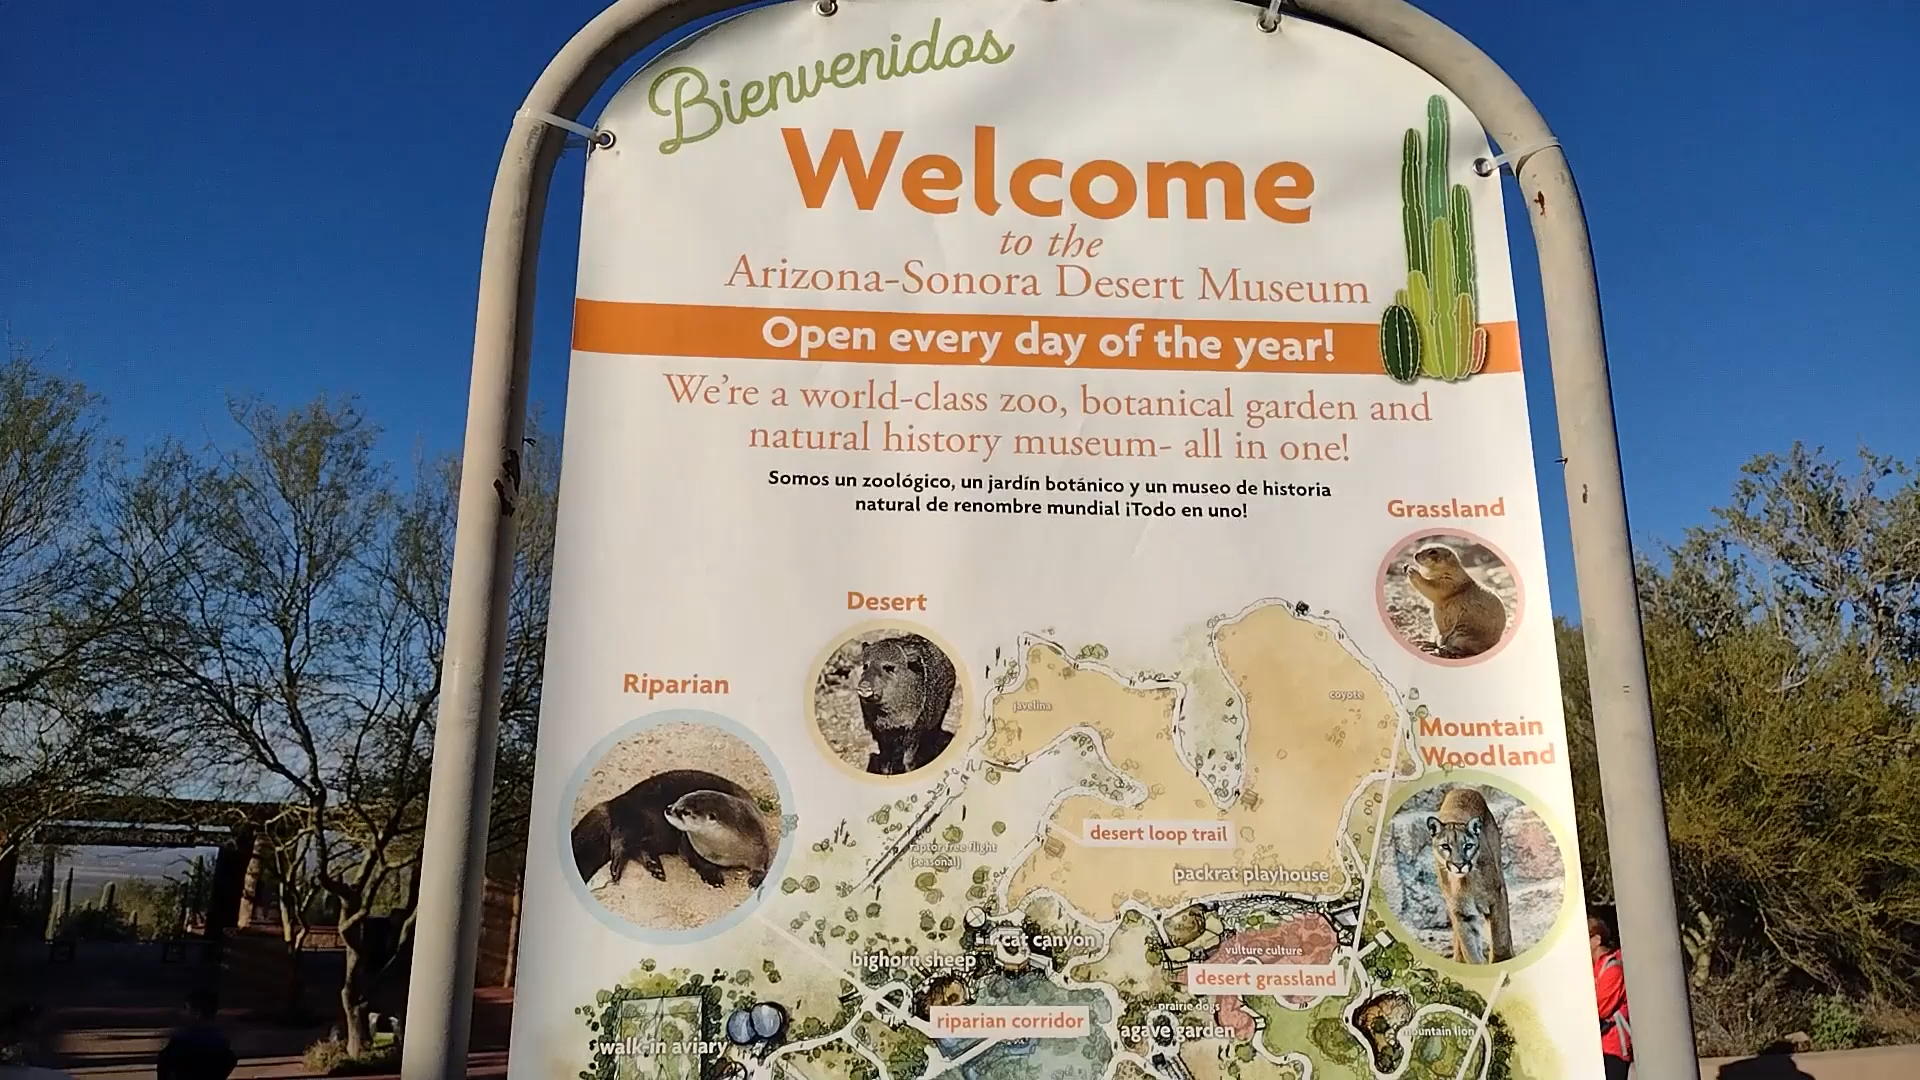 Bienvenidos
Welcome
to the
Arizona-Sonora Desert Museum
Open every day of the year!
We're a world-class zoo, botanical garden and
natural history museum- all in one!
Somos un zoológico, un jardín botánico y un museo de historia
natural de renombre mundial ¡Todo en uno!
Grassland
Desert
Riparian
javelina
coyote
Mountain
Woodland
desert loop trail
raptor free flight
(seasonal)
packrat playhouse
cat canyon
bighorn sheep
vulture culture
desert grassland
prairie dogs
riparian corridor
agave garden
mountain lion
walk-in aviary